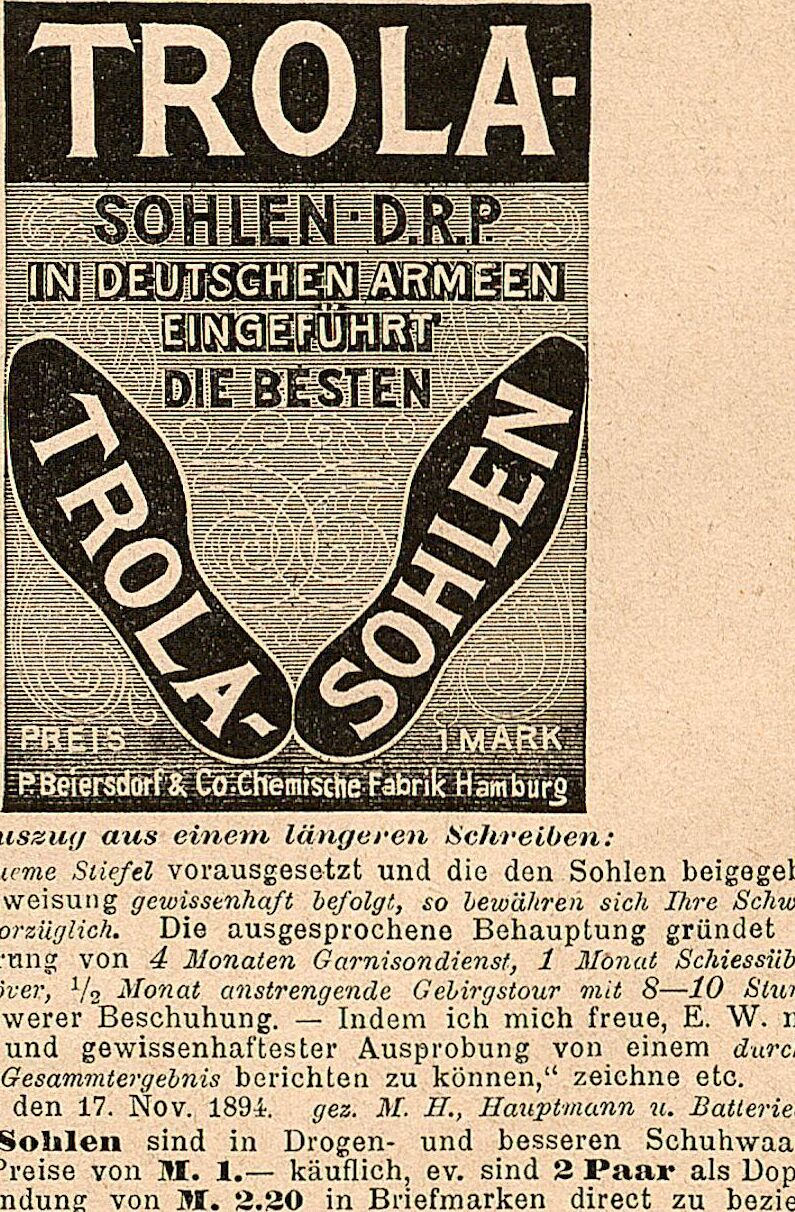 TROLA-
SOHLEN · D.R.P.
IN DEUTSCHEN ARMEEN
EINGEFÜHRT
DIE BESTEN
TROLA-
SOHLEN
PREIS 1 MARK
P. Beiersdorf & Co. Chemische Fabrik Hamburg
uszug aus einem längeren Schreiben:
ueme Stiefel vorausgesetzt und die den Sohlen beigegeb
weisung gewissenhaft befolgt, so bewähren sich Ihre Schw
orzüglich. Die ausgesprochene Behauptung gründet
rung von 4 Monaten Garnisondienst, 1 Monat Schiessüb
över, 1/2 Monat anstrengende Gebirgstour mit 8—10 Stun
werer Beschuhung. — Indem ich mich freue, E. W. n
und gewissenhaftester Ausprobung von einem durc
Gesammtergebnis berichten zu können,“ zeichne etc.
den 17. Nov. 1894. gez. M. H., Hauptmann u. Batterie
Sohlen sind in Drogen- und besseren Schuhwaa
Preise von M. 1.— käuflich, ev. sind 2 Paar als Dop
ndung von M. 2.20 in Briefmarken direct zu bezie